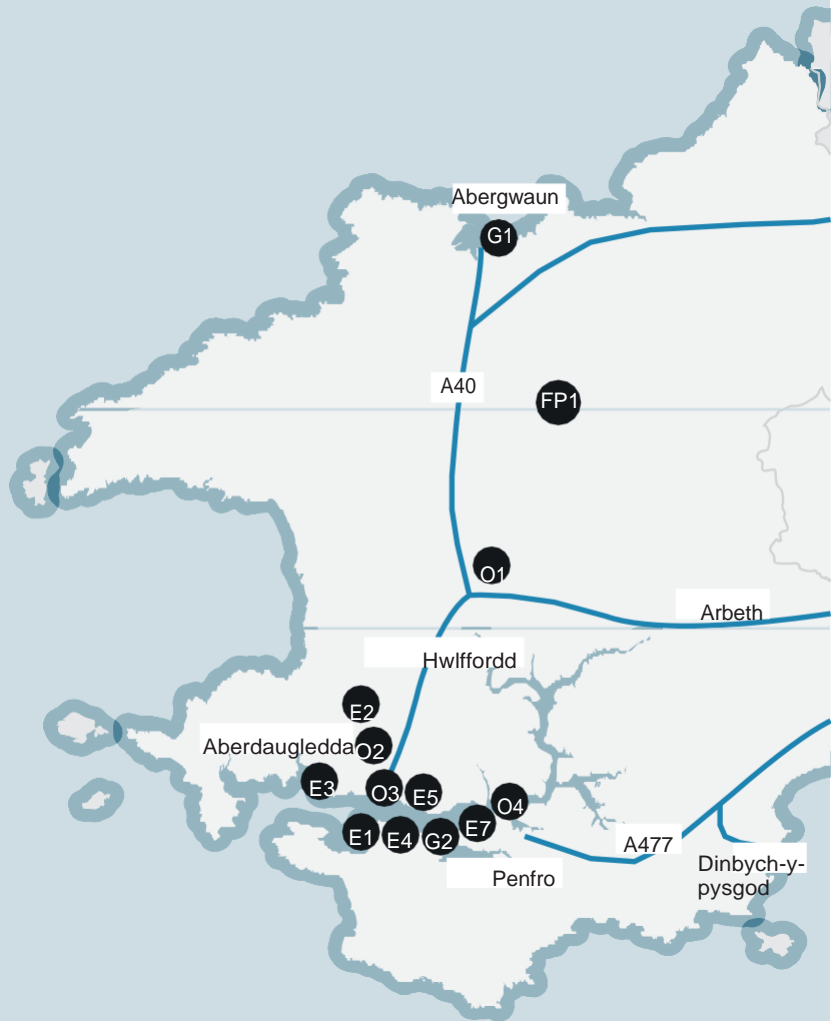 Abergwaun
G1
A40
FP1
O1
Arbeth
Hwlffordd
E2
Aberdaugledda
O2
E3
O3
E5
O4
E1
E4
G2
E7
A477
Penfro
Dinbych-y-
pysgod